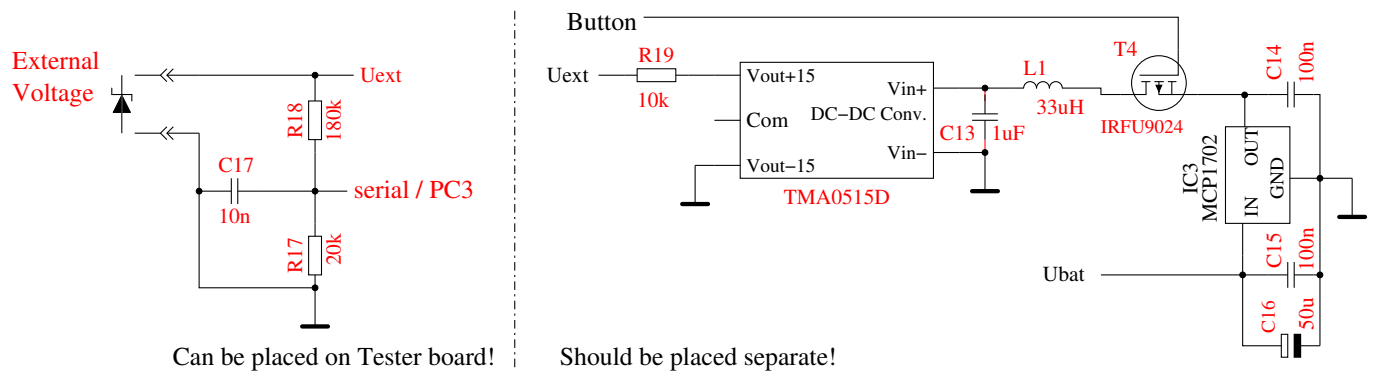 External
Voltage
Uext
R18
180k
C17
10n
serial / PC3
R17
20k
Can be placed on Tester board!
Button
Uext
R19
10k
Vout+15
Com
Vout−15
Vin+
DC−DC Conv.
Vin−
TMA0515D
C13
1uF
L1
33uH
T4
IRFU9024
C14
100n
IC3
MCP1702
OUT
GND
IN
Ubat
C15
100n
C16
50u
Should be placed separate!